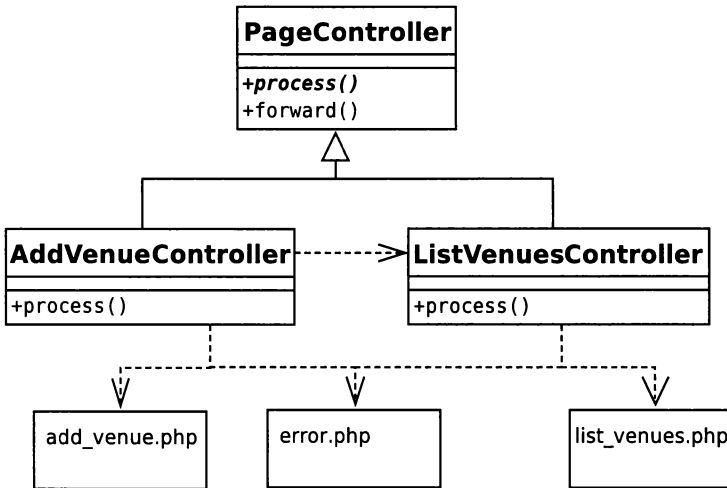 PageController
+process()
+forward()
AddVenueController
ListVenuesController
+process()
+process()
add_venue.php
error.php
list_venues.php